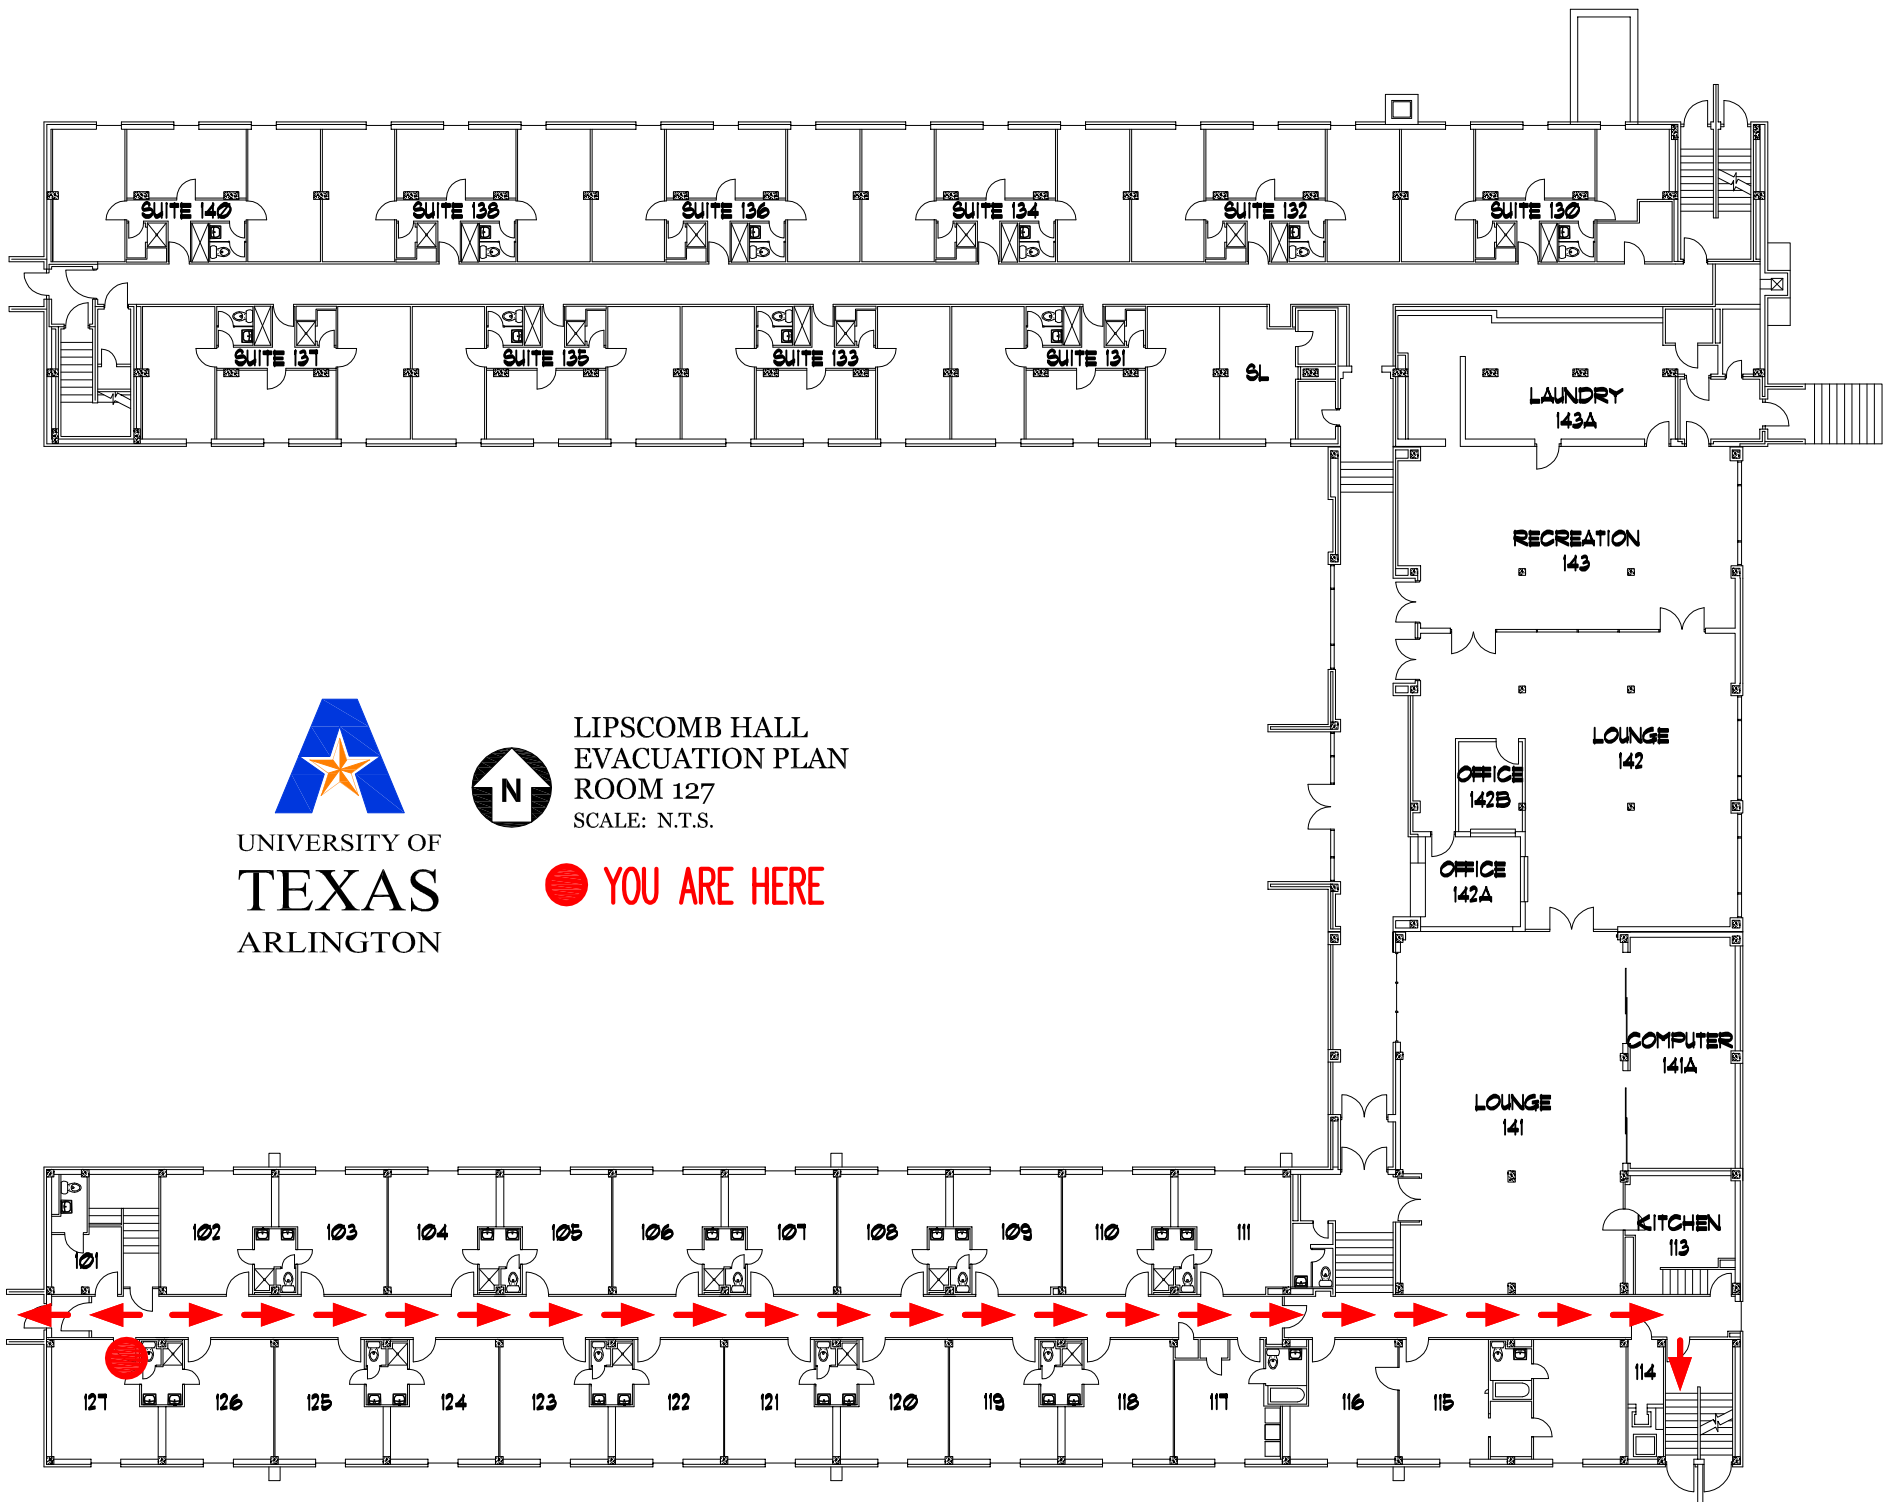 SUITE 140
SUITE 138
SUITE 136
SUITE 134
SUITE 132
SUITE 130
SUITE 137
SUITE 135
SUITE 133
SUITE 131
SL
LAUNDRY
143A
RECREATION
143
LOUNGE
142
OFFICE
142B
OFFICE
142A
N
LIPSCOMB HALL
EVACUATION PLAN
ROOM 127
SCALE: N.T.S.
YOU ARE HERE
UNIVERSITY OF
TEXAS
ARLINGTON
COMPUTER
141A
LOUNGE
141
KITCHEN
113
101
102
103
104
105
106
107
108
109
110
111
127
126
125
124
123
122
121
120
119
118
117
116
115
114